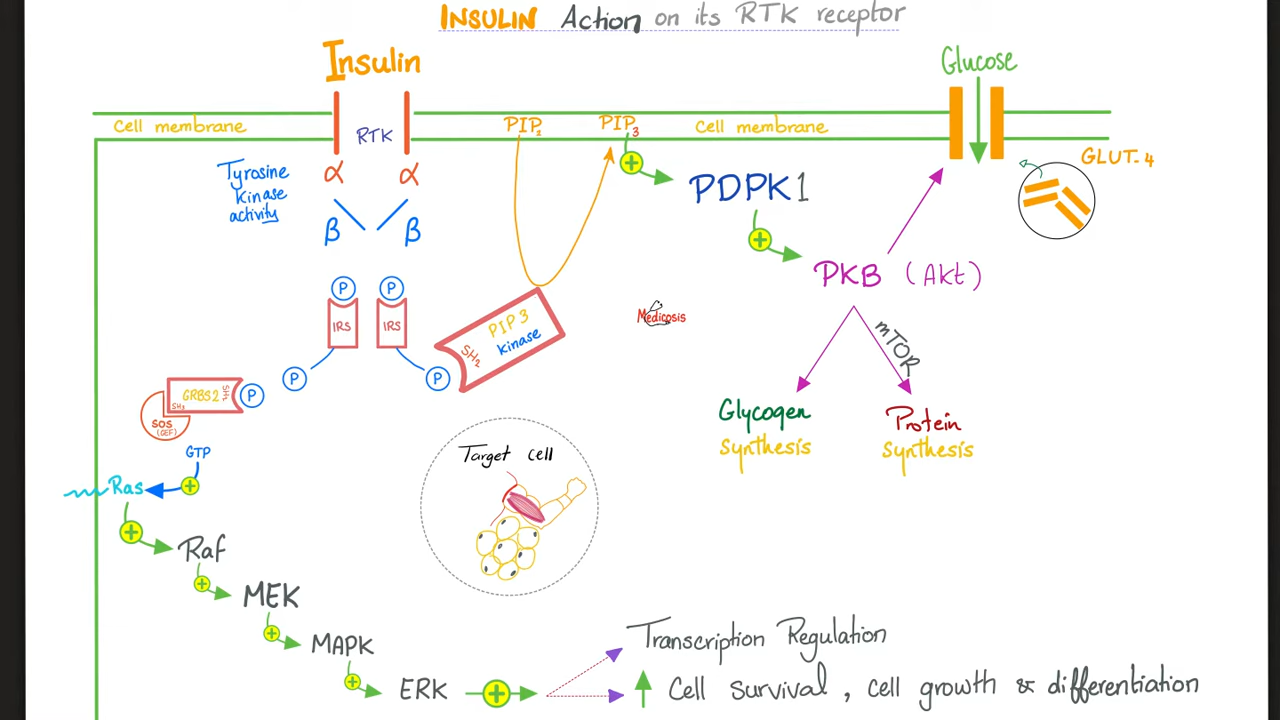 INSULIN Action on its RTK receptor
Insulin
Glucose
Cell membrane
RTK
PIP2
PIP3
Cell membrane
GLUT-4
Tyrosine
kinase
activity
α
α
β
β
+
PDPK1
+
PKB (Akt)
mTOR
Glycogen
synthesis
Protein
synthesis
P
P
IRS
IRS
PIP 3
kinase
SH2
P
P
P
GRBS2
SH2
SH3
SOS
(GEF)
Medicosis
GTP
+
Ras
+
Raf
+
MEK
+
MAPK
+
ERK
+
Target cell
Transcription Regulation
Cell survival, cell growth & differentiation